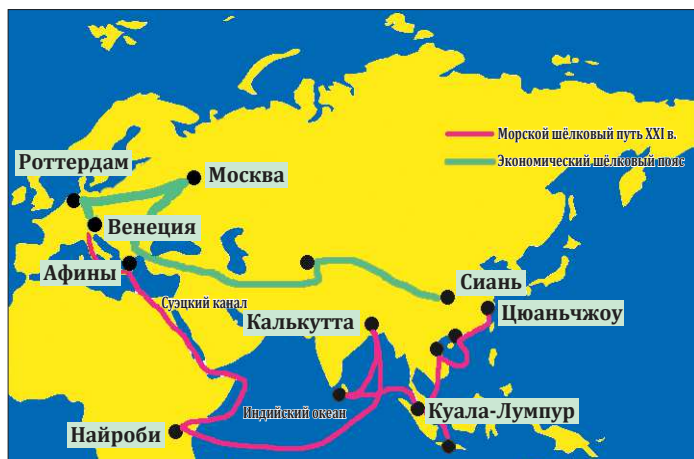 Морской шёлковый путь XXI в.
Экономический шёлковый пояс
Роттердам
Москва
Венеция
Афины
Сиань
Суэцкий канал
Цюаньчжоу
Калькутта
Индийский океан
Куала-Лумпур
Найроби